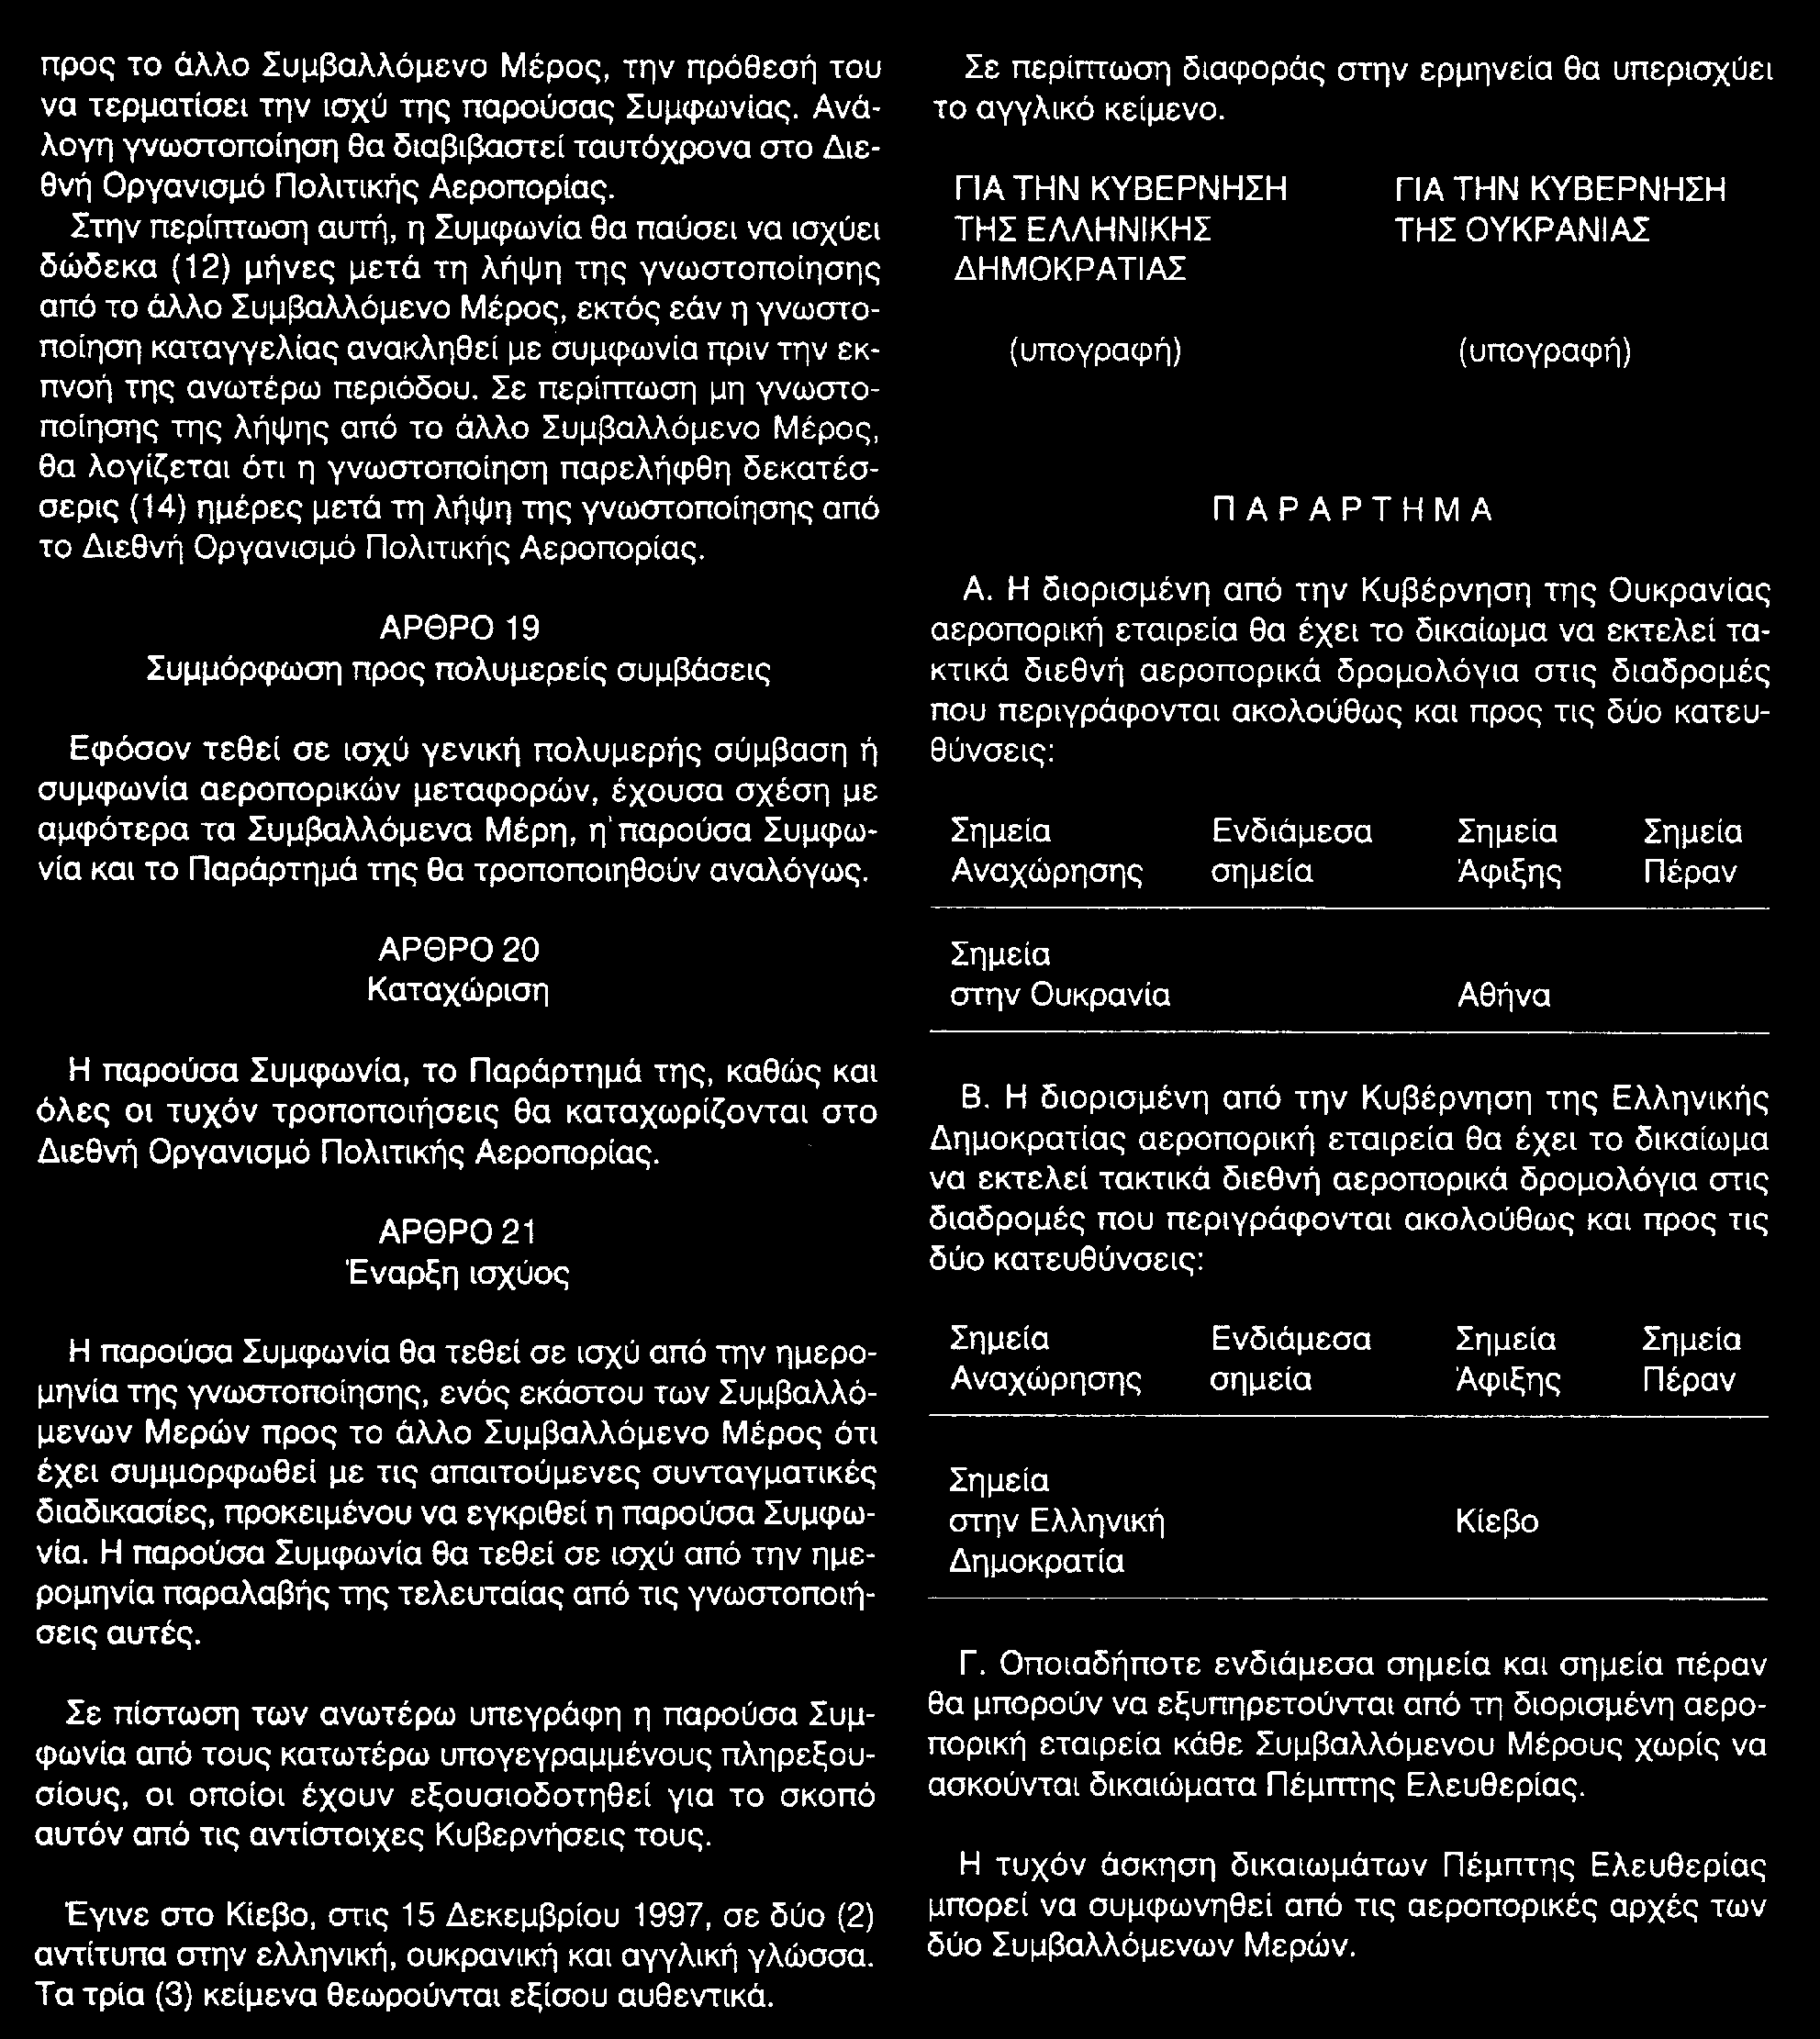 προς το άλλο Συμβαλλόμενο Μέρος, την πρόθεσή του
να τερματίσει την ισχύ της παρούσας Συμφωνίας. Ανά-
λογη γνωστοποίηση θα διαβιβαστεί ταυτόχρονα στο Διε-
θνή Οργανισμό Πολιτικής Αεροπορίας.
Στην περίπτωση αυτή, η Συμφωνία θα παύσει να ισχύει
δώδεκα (12) μήνες μετά τη λήψη της γνωστοποίησης
από το άλλο Συμβαλλόμενο Μέρος, εκτός εάν η γνωστο-
ποίηση καταγγελίας ανακληθεί με συμφωνία πριν την εκ-
πνοή της ανωτέρω περιόδου. Σε περίπτωση μη γνωστο-
ποίησης της λήψης από το άλλο Συμβαλλόμενο Μέρος,
θα λογίζεται ότι η γνωστοποίηση παρελήφθη δεκατέσ-
σερις (14) ημέρες μετά τη λήψη της γνωστοποίησης από
το Διεθνή Οργανισμό Πολιτικής Αεροπορίας.
ΑΡΘΡΟ 19
Συμμόρφωση προς πολυμερείς συμβάσεις
Εφόσον τεθεί σε ισχύ γενική πολυμερής σύμβαση ή
συμφωνία αεροπορικών μεταφορών, έχουσα σχέση με
αμφότερα τα Συμβαλλόμενα Μέρη, η παρούσα Συμφω-
νία και το Παράρτημά της θα τροποποιηθούν αναλόγως.
ΑΡΘΡΟ 20
Καταχώριση
Η παρούσα Συμφωνία, το Παράρτημά της, καθώς και
όλες οι τυχόν τροποποιήσεις θα καταχωρίζονται στο
Διεθνή Οργανισμό Πολιτικής Αεροπορίας.
ΑΡΘΡΟ 21
Έναρξη ισχύος
Η παρούσα Συμφωνία θα τεθεί σε ισχύ από την ημερο-
μηνία της γνωστοποίησης, ενός εκάστου των Συμβαλλό-
μενων Μερών προς το άλλο Συμβαλλόμενο Μέρος ότι
έχει συμμορφωθεί με τις απαιτούμενες συνταγματικές
διαδικασίες, προκειμένου να εγκριθεί η παρούσα Συμφω-
νία. Η παρούσα Συμφωνία θα τεθεί σε ισχύ από την ημε-
ρομηνία παραλαβής της τελευταίας από τις γνωστοποιή-
σεις αυτές.
Σε πίστωση των ανωτέρω υπεγράφη η παρούσα Συμ-
φωνία από τους κατωτέρω υπογεγραμμένους πληρεξου-
σίους, οι οποίοι έχουν εξουσιοδοτηθεί για το σκοπό
αυτόν από τις αντίστοιχες Κυβερνήσεις τους.
Έγινε στο Κίεβο, στις 15 Δεκεμβρίου 1997, σε δύο (2)
αντίτυπα στην ελληνική, ουκρανική και αγγλική γλώσσα.
Τα τρία (3) κείμενα θεωρούνται εξίσου αυθεντικά.
Σε περίπτωση διαφοράς στην ερμηνεία θα υπερισχύει
το αγγλικό κείμενο.
ΓΙΑ ΤΗΝ ΚΥΒΕΡΝΗΣΗ ΓΙΑ ΤΗΝ ΚΥΒΕΡΝΗΣΗ
ΤΗΣ ΕΛΛΗΝΙΚΗΣ ΤΗΣ ΟΥΚΡΑΝΙΑΣ
ΔΗΜΟΚΡΑΤΙΑΣ
(υπογραφή) (υπογραφή)
Π Α Ρ Α Ρ Τ Η Μ Α
Α. Η διορισμένη από την Κυβέρνηση της Ουκρανίας
αεροπορική εταιρεία θα έχει το δικαίωμα να εκτελεί τα-
κτικά διεθνή αεροπορικά δρομολόγια στις διαδρομές
που περιγράφονται ακολούθως και προς τις δύο κατευ-
θύνσεις:
Σημεία Ενδιάμεσα Σημεία Σημεία
Αναχώρησης σημεία Άφιξης Πέραν
Σημεία
στην Ουκρανία Αθήνα
Β. Η διορισμένη από την Κυβέρνηση της Ελληνικής
Δημοκρατίας αεροπορική εταιρεία θα έχει το δικαίωμα
να εκτελεί τακτικά διεθνή αεροπορικά δρομολόγια στις
διαδρομές που περιγράφονται ακολούθως και προς τις
δύο κατευθύνσεις:
Σημεία Ενδιάμεσα Σημεία Σημεία
Αναχώρησης σημεία Άφιξης Πέραν
Σημεία
στην Ελληνική Κίεβο
Δημοκρατία
Γ. Οποιαδήποτε ενδιάμεσα σημεία και σημεία πέραν
θα μπορούν να εξυπηρετούνται από τη διορισμένη αερο-
πορική εταιρεία κάθε Συμβαλλόμενου Μέρους χωρίς να
ασκούνται δικαιώματα Πέμπτης Ελευθερίας.
Η τυχόν άσκηση δικαιωμάτων Πέμπτης Ελευθερίας
μπορεί να συμφωνηθεί από τις αεροπορικές αρχές των
δύο Συμβαλλόμενων Μερών.